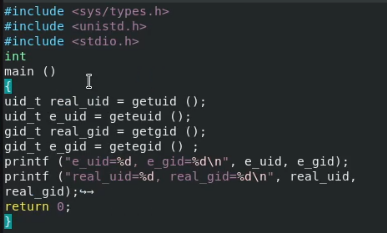 #include <sys/types.h>
#include <unistd.h>
#include <stdio.h>
int
main ()
{
uid_t real_uid = getuid ();
uid_t e_uid = geteuid ();
gid_t real_gid = getgid ();
gid_t e_gid = getegid () ;
printf ("e_uid=%d, e_gid=%d\n", e_uid, e_gid);
printf ("real_uid=%d, real_gid=%d\n", real_uid,
real_gid);↪→
return 0;
}